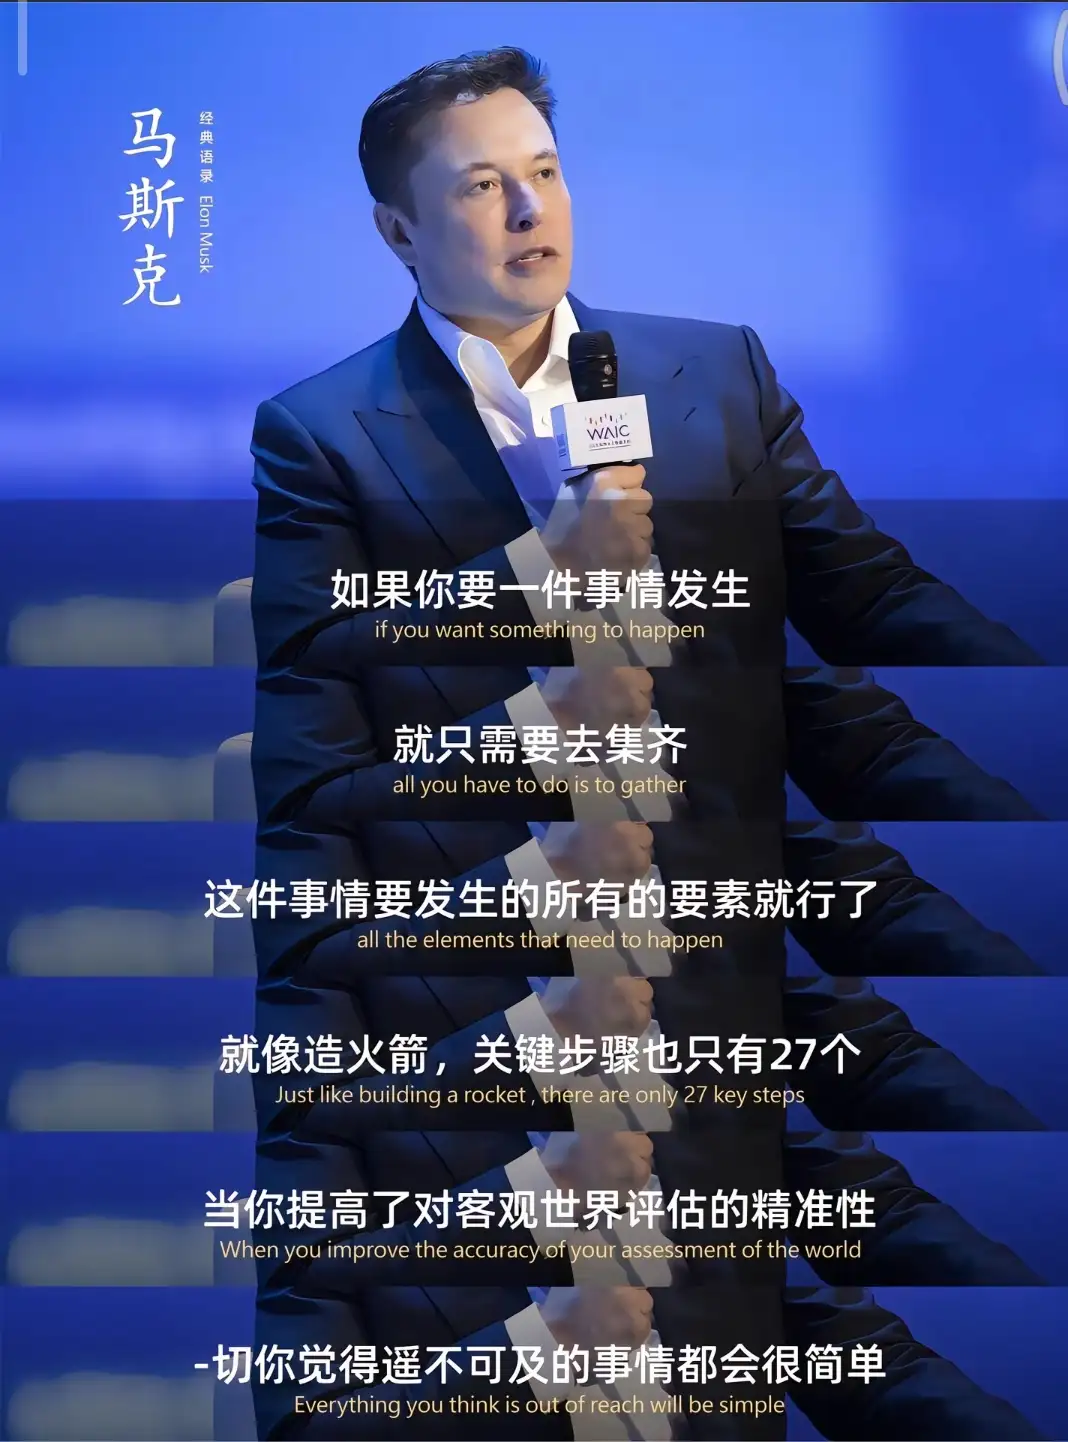 马斯克
经典语录 Elon Musk
WAIC
如果你要一件事情发生
if you want something to happen
就只需要去集齐
all you have to do is to gather
这件事情要发生的所有的要素就行了
all the elements that need to happen
就像造火箭，关键步骤也只有27个
Just like building a rocket , there are only 27 key steps
当你提高了对客观世界评估的精准性
When you improve the accuracy of your assessment of the world
-切你觉得遥不可及的事情都会很简单
Everything you think is out of reach will be simple